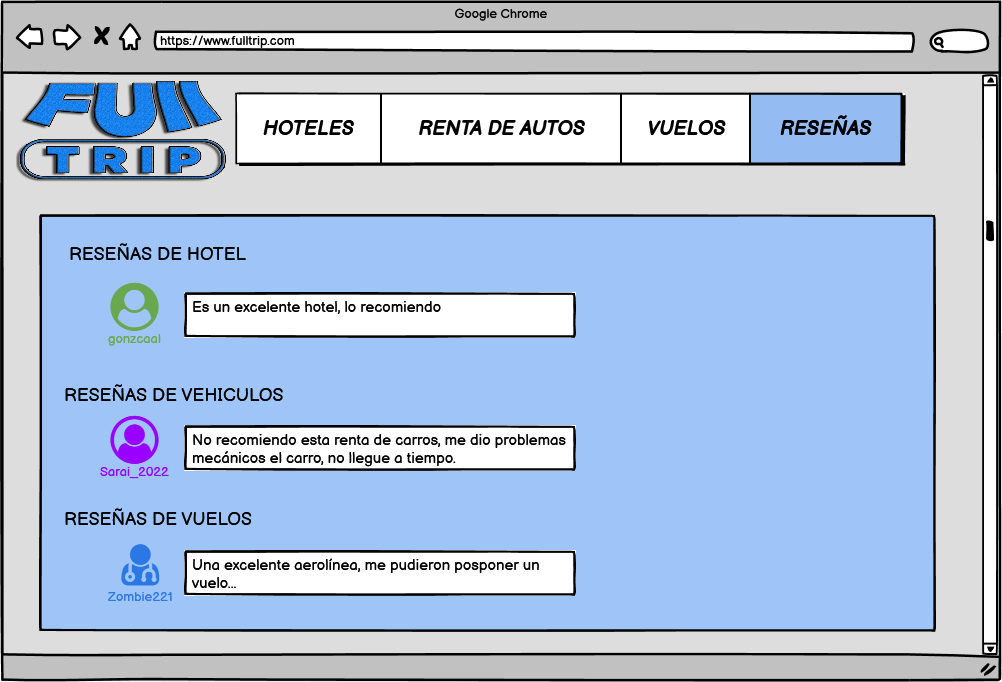 Google Chrome
https://www.fulltrip.com
FUll
TRIP
HOTELES
RENTA DE AUTOS
VUELOS
RESEÑAS
RESEÑAS DE HOTEL
Es un excelente hotel, lo recomiendo
gonzcaal
RESEÑAS DE VEHICULOS
No recomiendo esta renta de carros, me dio problemas
mecánicos el carro, no llegue a tiempo.
Sarai_2022
RESEÑAS DE VUELOS
Una excelente aerolínea, me pudieron posponer un
vuelo...
Zombie221